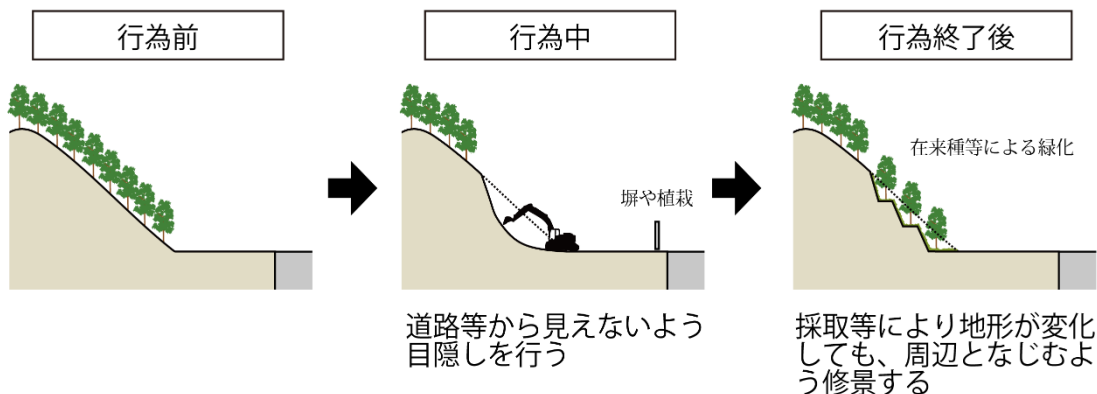 行為前
行為中
行為終了後
塀や植栽
在来種等による緑化
道路等から見えないよう
目隠しを行う
採取等により地形が変化
しても、周辺となじむよ
う修景する